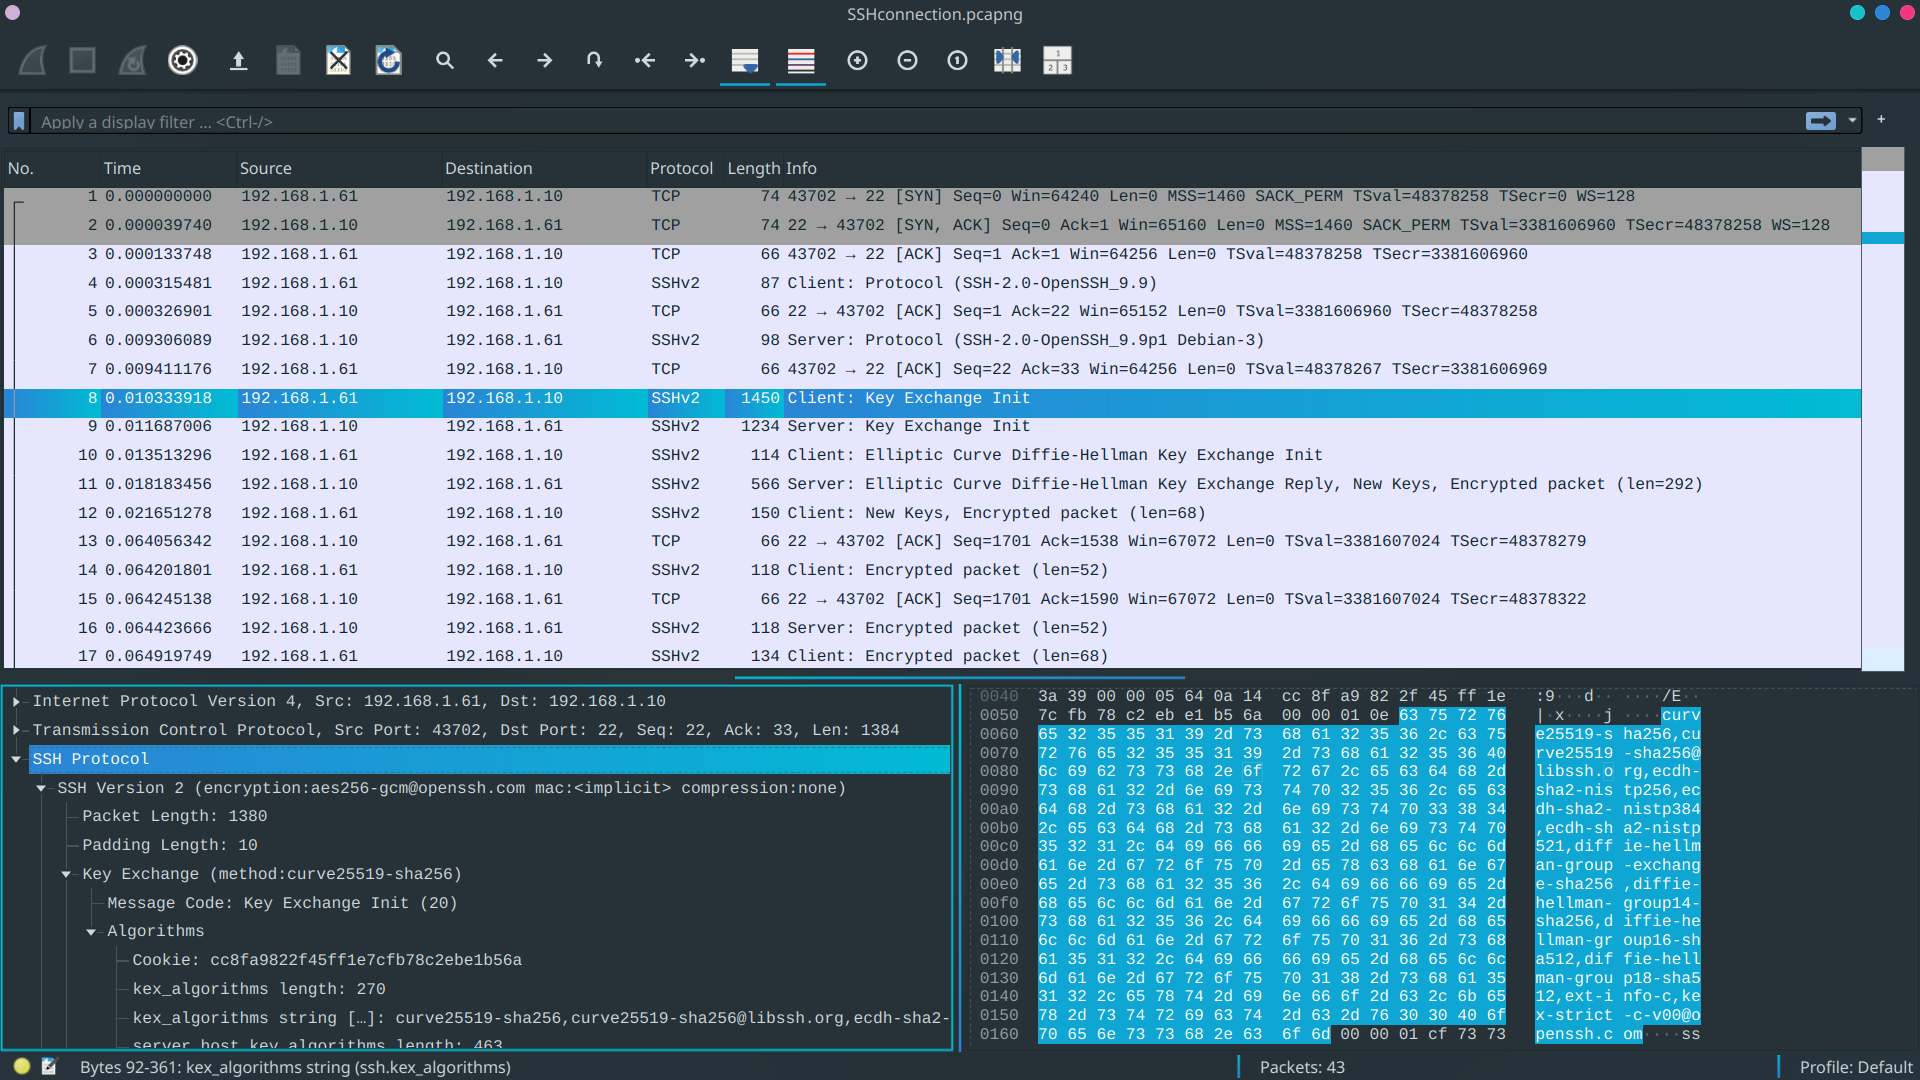 SSHconnection.pcapng
Apply a display filter ... <Ctrl-/>
No. Time Source Destination Protocol Length Info
1 0.000000000 192.168.1.61 192.168.1.10 TCP 74 43702 → 22 [SYN] Seq=0 Win=64240 Len=0 MSS=1460 SACK_PERM TSval=48378258 TSecr=0 WS=128
2 0.000039740 192.168.1.10 192.168.1.61 TCP 74 22 → 43702 [SYN, ACK] Seq=0 Ack=1 Win=65160 Len=0 MSS=1460 SACK_PERM TSval=3381606960 TSecr=48378258 WS=128
3 0.000133748 192.168.1.61 192.168.1.10 TCP 66 43702 → 22 [ACK] Seq=1 Ack=1 Win=64256 Len=0 TSval=48378258 TSecr=3381606960
4 0.000315481 192.168.1.61 192.168.1.10 SSHv2 87 Client: Protocol (SSH-2.0-OpenSSH_9.9)
5 0.000326901 192.168.1.10 192.168.1.61 TCP 66 22 → 43702 [ACK] Seq=1 Ack=22 Win=65152 Len=0 TSval=3381606960 TSecr=48378258
6 0.009306089 192.168.1.10 192.168.1.61 SSHv2 98 Server: Protocol (SSH-2.0-OpenSSH_9.9p1 Debian-3)
7 0.009411176 192.168.1.61 192.168.1.10 TCP 66 43702 → 22 [ACK] Seq=22 Ack=33 Win=64256 Len=0 TSval=48378267 TSecr=3381606969
8 0.010333918 192.168.1.61 192.168.1.10 SSHv2 1450 Client: Key Exchange Init
9 0.011687006 192.168.1.10 192.168.1.61 SSHv2 1234 Server: Key Exchange Init
10 0.013513296 192.168.1.61 192.168.1.10 SSHv2 114 Client: Elliptic Curve Diffie-Hellman Key Exchange Init
11 0.018183456 192.168.1.10 192.168.1.61 SSHv2 566 Server: Elliptic Curve Diffie-Hellman Key Exchange Reply, New Keys, Encrypted packet (len=292)
12 0.021651278 192.168.1.61 192.168.1.10 SSHv2 150 Client: New Keys, Encrypted packet (len=68)
13 0.064056342 192.168.1.10 192.168.1.61 TCP 66 22 → 43702 [ACK] Seq=1701 Ack=1538 Win=67072 Len=0 TSval=3381607024 TSecr=48378279
14 0.064201801 192.168.1.61 192.168.1.10 SSHv2 118 Client: Encrypted packet (len=52)
15 0.064245138 192.168.1.10 192.168.1.61 TCP 66 22 → 43702 [ACK] Seq=1701 Ack=1590 Win=67072 Len=0 TSval=3381607024 TSecr=48378322
16 0.064423666 192.168.1.10 192.168.1.61 SSHv2 118 Server: Encrypted packet (len=52)
17 0.064919749 192.168.1.61 192.168.1.10 SSHv2 134 Client: Encrypted packet (len=68)
Internet Protocol Version 4, Src: 192.168.1.61, Dst: 192.168.1.10
Transmission Control Protocol, Src Port: 43702, Dst Port: 22, Seq: 22, Ack: 33, Len: 1384
SSH Protocol
SSH Version 2 (encryption:aes256-gcm@openssh.com mac:<implicit> compression:none)
Packet Length: 1380
Padding Length: 10
Key Exchange (method:curve25519-sha256)
Message Code: Key Exchange Init (20)
Algorithms
Cookie: cc8fa9822f45ff1e7cfb78c2ebe1b56a
kex_algorithms length: 270
kex_algorithms string […]: curve25519-sha256,curve25519-sha256@libssh.org,ecdh-sha2-
server_host_key_algorithms length: 463
0040 3a 39 00 00 05 64 0a 14 cc 8f a9 82 2f 45 ff 1e :9···d·· ····/E··
0050 7c fb 78 c2 eb e1 b5 6a 00 00 01 0e 63 75 72 76 |·x····j ····curv
0060 65 32 35 35 31 39 2d 73 68 61 32 35 36 2c 63 75 e25519-s ha256,cu
0070 72 76 65 32 35 35 31 39 2d 73 68 61 32 35 36 40 rve25519 -sha256@
0080 6c 69 62 73 73 68 2e 6f 72 67 2c 65 63 64 68 2d libssh.o rg,ecdh-
0090 73 68 61 32 2d 6e 69 73 74 70 32 35 36 2c 65 63 sha2-nis tp256,ec
00a0 64 68 2d 73 68 61 32 2d 6e 69 73 74 70 33 38 34 dh-sha2- nistp384
00b0 2c 65 63 64 68 2d 73 68 61 32 2d 6e 69 73 74 70 ,ecdh-sh a2-nistp
00c0 35 32 31 2c 64 69 66 66 69 65 2d 68 65 6c 6c 6d 521,diff ie-hellm
00d0 61 6e 2d 67 72 6f 75 70 2d 65 78 63 68 61 6e 67 an-group -exchang
00e0 65 2d 73 68 61 32 35 36 2c 64 69 66 66 69 65 2d e-sha256 ,diffie-
00f0 68 65 6c 6c 6d 61 6e 2d 67 72 6f 75 70 31 34 2d hellman- group14-
0100 73 68 61 32 35 36 2c 64 69 66 66 69 65 2d 68 65 sha256,d iffie-he
0110 6c 6c 6d 61 6e 2d 67 72 6f 75 70 31 36 2d 73 68 llman-gr oup16-sh
0120 61 35 31 32 2c 64 69 66 66 69 65 2d 68 65 6c 6c a512,dif fie-hell
0130 6d 61 6e 2d 67 72 6f 75 70 31 38 2d 73 68 61 35 man-grou p18-sha5
0140 31 32 2c 65 78 74 2d 69 6e 66 6f 2d 63 2c 6b 65 12,ext-i nfo-c,ke
0150 78 2d 73 74 72 69 63 74 2d 63 2d 76 30 30 40 6f x-strict -c-v00@o
0160 70 65 6e 73 73 68 2e 63 6f 6d 00 00 01 cf 73 73 penssh.c om····ss
Bytes 92-361: kex_algorithms string (ssh.kex_algorithms) Packets: 43 Profile: Default